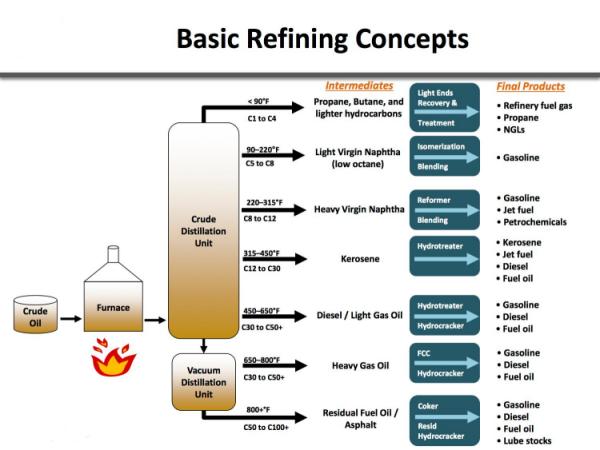 Basic Refining Concepts
Intermediates
Final Products
< 90°F
C1 to C4
Propane, Butane, and
lighter hydrocarbons
Light Ends
Recovery &
Treatment
• Refinery fuel gas
• Propane
• NGLs
90–220°F
C5 to C8
Light Virgin Naphtha
(low octane)
Isomerization
Blending
• Gasoline
220–315°F
C8 to C12
Heavy Virgin Naphtha
Reformer
Blending
• Gasoline
• Jet fuel
• Petrochemicals
Crude
Distillation
Unit
315–450°F
C12 to C30
Kerosene
Hydrotreater
• Kerosene
• Jet fuel
• Diesel
• Fuel oil
Crude
Oil
Furnace
450–650°F
C30 to C50+
Diesel / Light Gas Oil
Hydrotreater
Hydrocracker
• Gasoline
• Diesel
• Fuel oil
Vacuum
Distillation
Unit
650–800°F
C30 to C50+
Heavy Gas Oil
FCC
Hydrocracker
• Gasoline
• Diesel
• Fuel oil
800+°F
C50 to C100+
Residual Fuel Oil /
Asphalt
Coker
Resid
Hydrocracker
• Gasoline
• Diesel
• Fuel oil
• Lube stocks